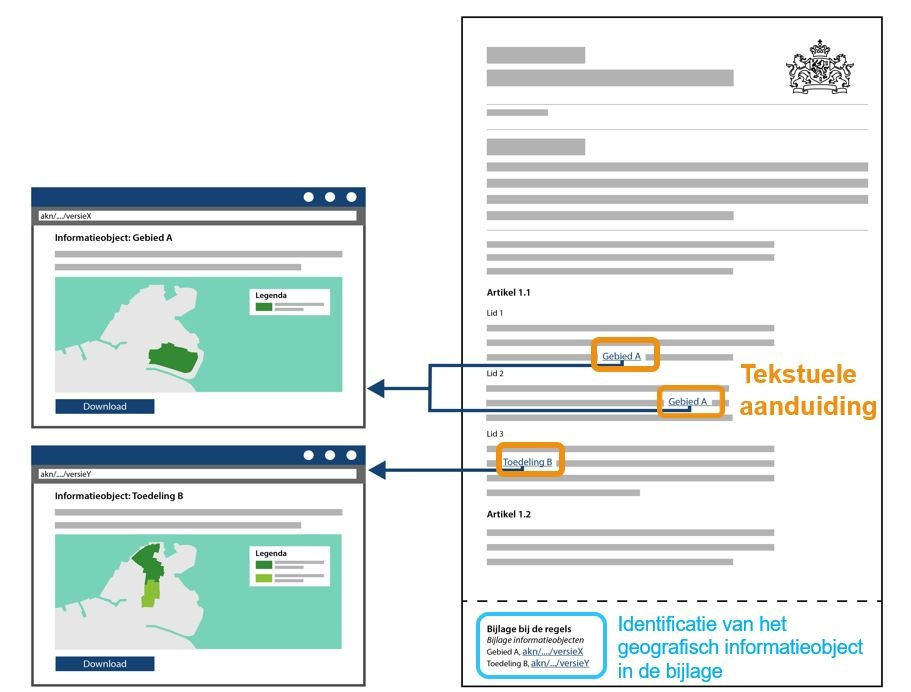 akn/..../versieX
Informatieobject: Gebied A
Legenda
Download
akn/..../versieY
Informatieobject: Toedeling B
Legenda
Download
Artikel 1.1
Lid 1
Gebied A
Lid 2
Gebied A
Lid 3
Toedeling B
Artikel 1.2
Tekstuele
aanduiding
Bijlage bij de regels
Bijlage informatieobjecten
Gebied A, akn/..../versieX
Toedeling B, akn/.../versieY
Identificatie van het
geografisch informatieobject
in de bijlage